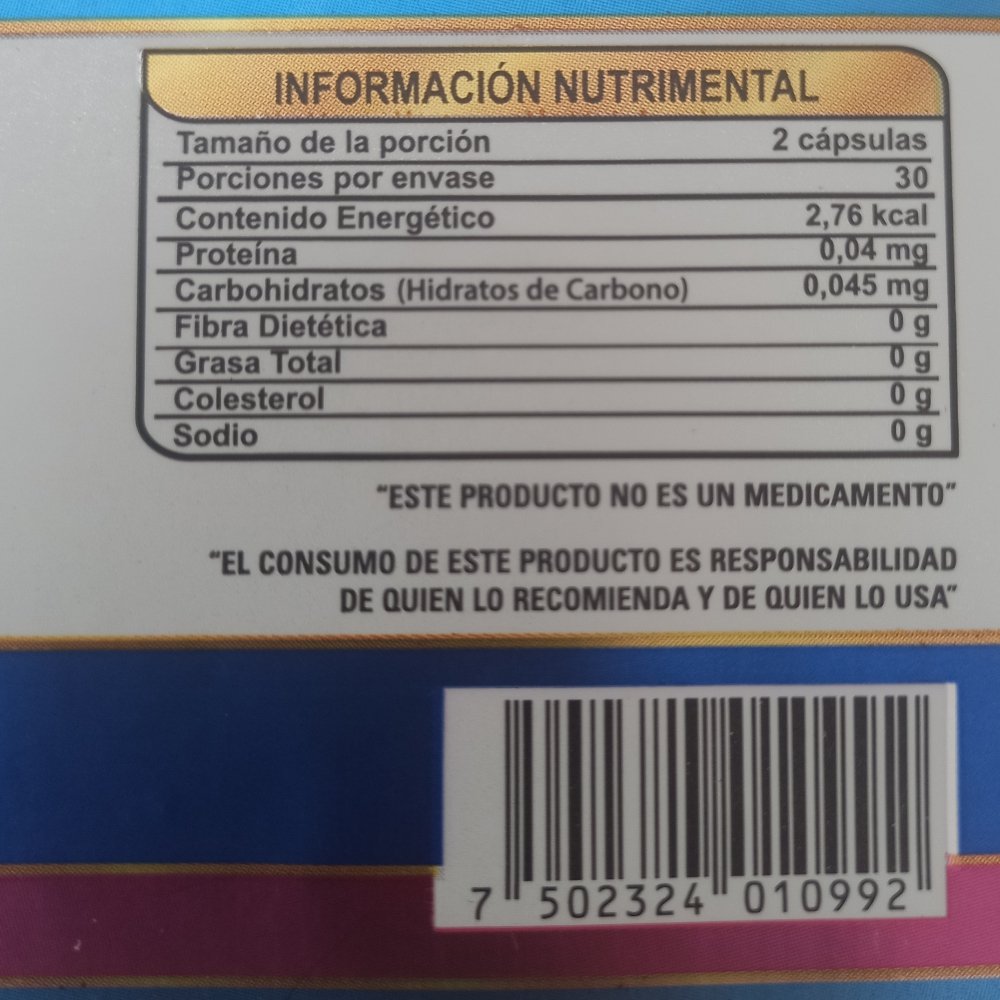 INFORMACIÓN NUTRIMENTAL
Tamaño de la porción 2 cápsulas
Porciones por envase 30
Contenido Energético 2,76 kcal
Proteína 0,04 mg
Carbohidratos (Hidratos de Carbono) 0,045 mg
Fibra Dietética 0 g
Grasa Total 0 g
Colesterol 0 g
Sodio 0 g
"ESTE PRODUCTO NO ES UN MEDICAMENTO"
"EL CONSUMO DE ESTE PRODUCTO ES RESPONSABILIDAD
DE QUIEN LO RECOMIENDA Y DE QUIEN LO USA"
7 502324 010992